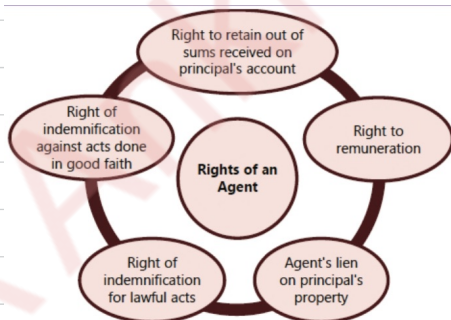 Right to retain out of
sums received on
principal's account
Right of
indemnification
against acts done
in good faith
Right to
remuneration
Rights of an
Agent
Right of
indemnification
for lawful acts
Agent's lien
on principal's
property